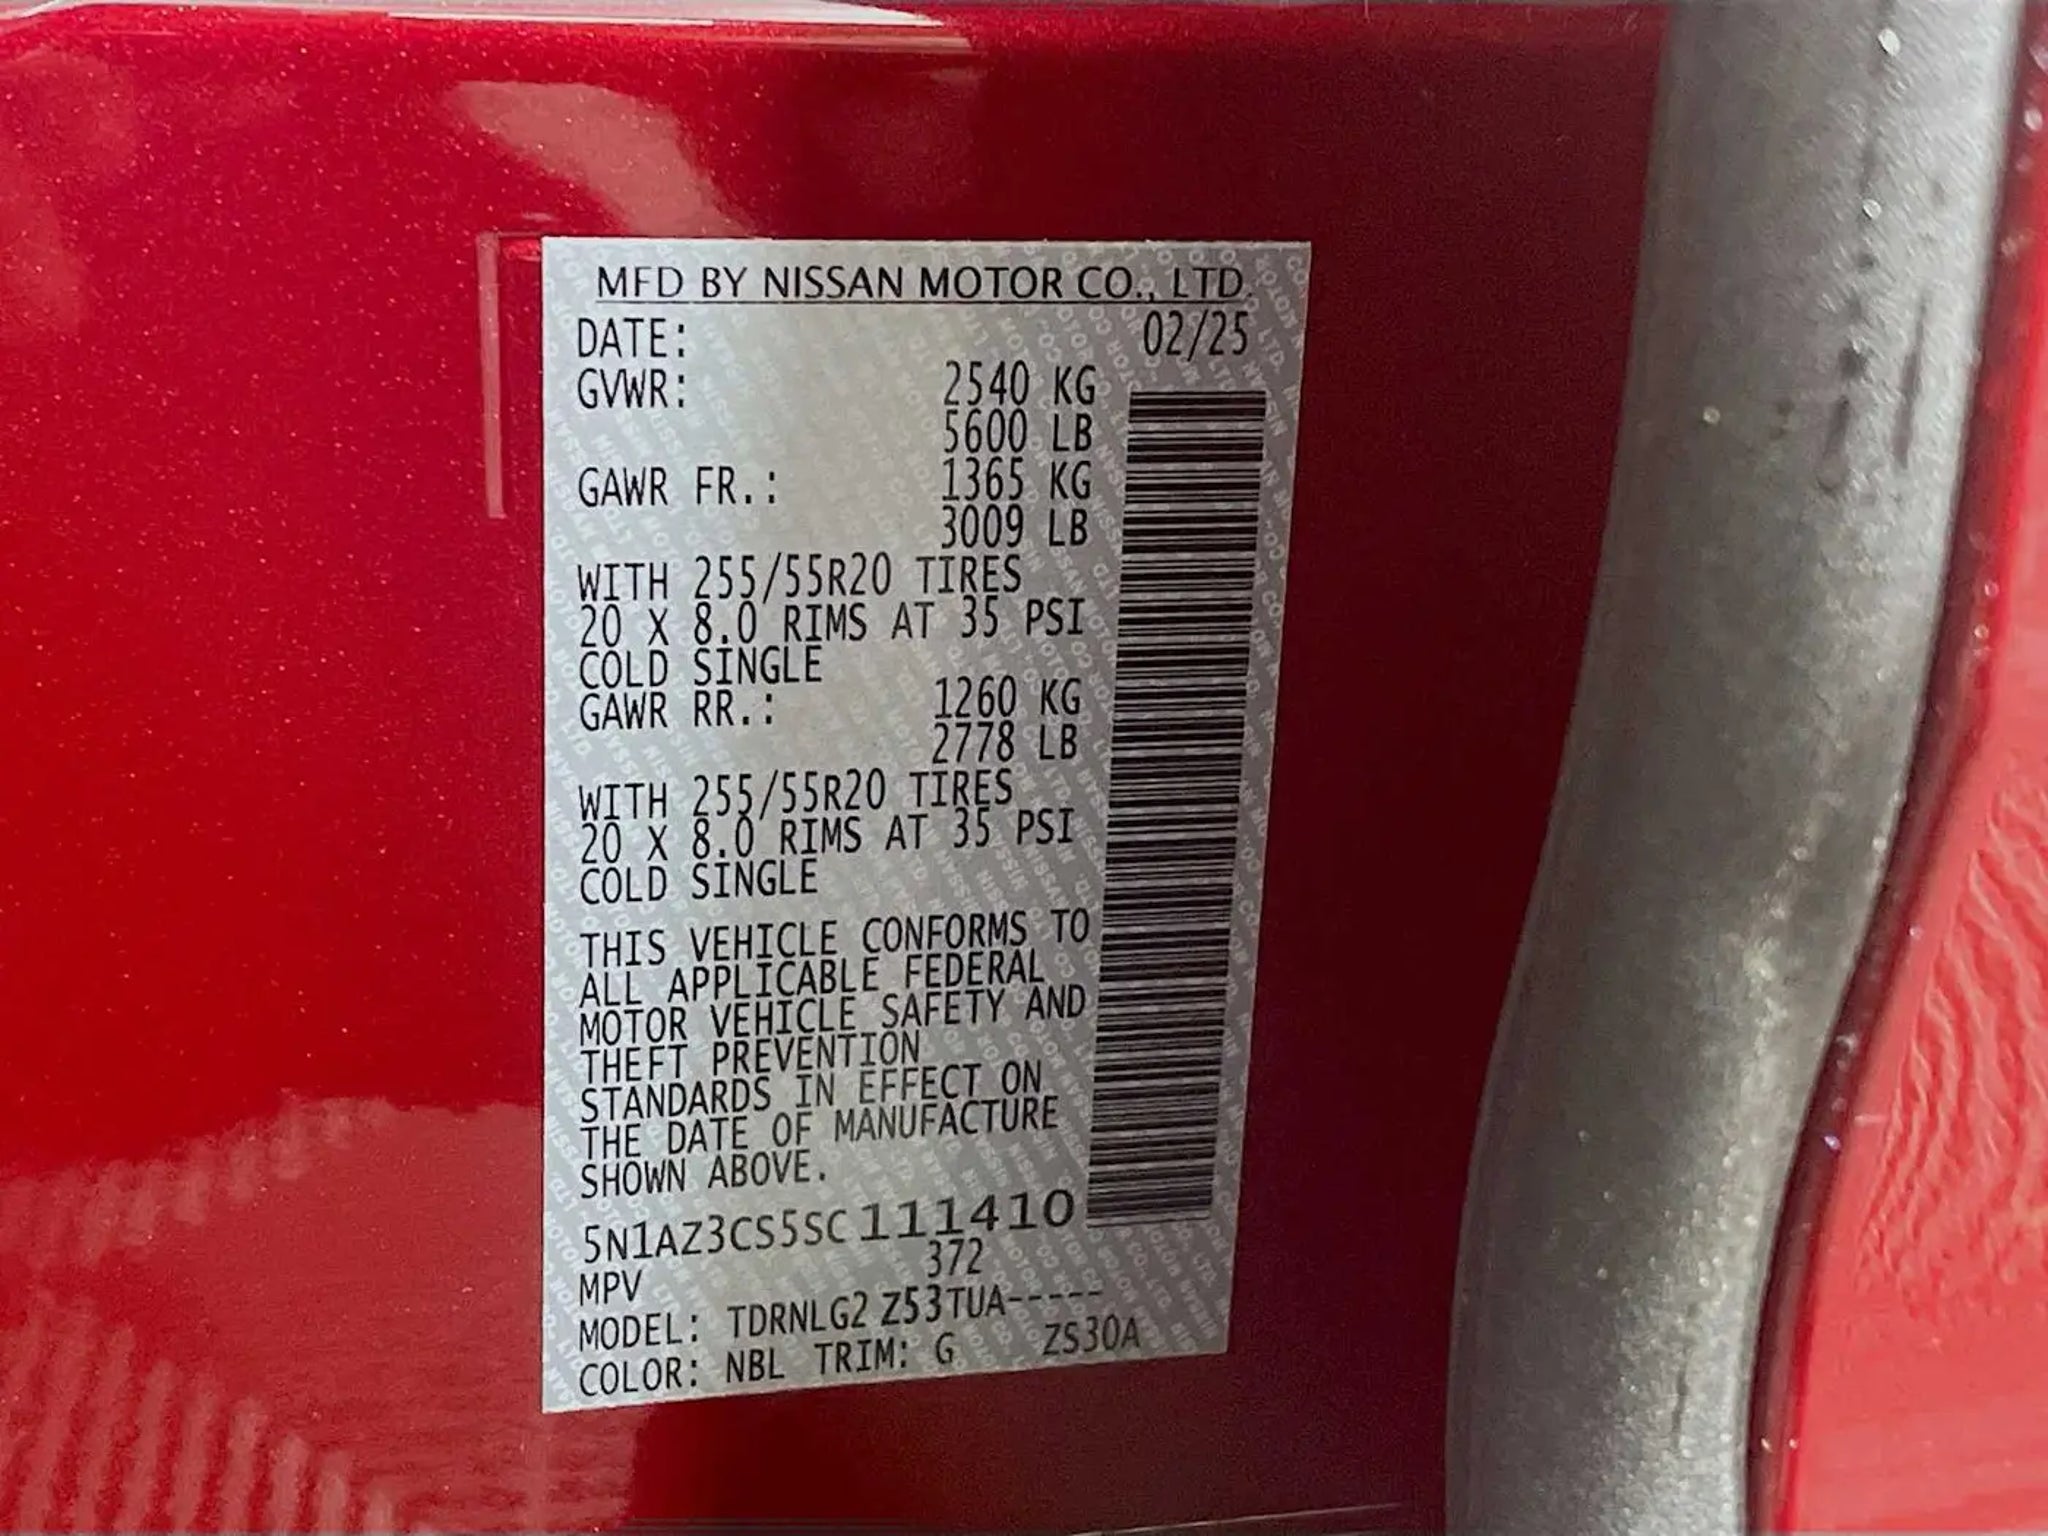 MFD BY NISSAN MOTOR CO., LTD.
DATE: 02/25
GVWR: 2540 KG
5600 LB
GAWR FR.: 1365 KG
3009 LB
WITH 255/55R20 TIRES
20 X 8.0 RIMS AT 35 PSI
COLD SINGLE
GAWR RR.: 1260 KG
2778 LB
WITH 255/55R20 TIRES
20 X 8.0 RIMS AT 35 PSI
COLD SINGLE
THIS VEHICLE CONFORMS TO
ALL APPLICABLE FEDERAL
MOTOR VEHICLE SAFETY AND
THEFT PREVENTION
STANDARDS IN EFFECT ON
THE DATE OF MANUFACTURE
SHOWN ABOVE.
5N1AZ3CS5SC111410
372
MPV
MODEL: TDRNLG2 Z53TUA-----
COLOR: NBL TRIM: G ZS30A